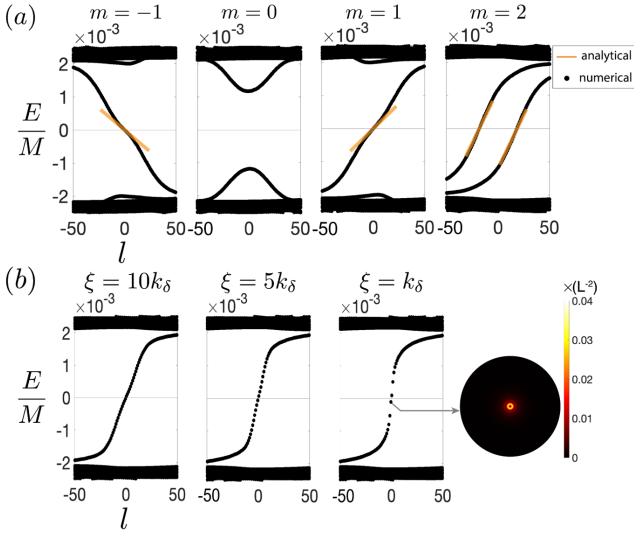 (a) m = −1 m = 0 m = 1 m = 2
×10⁻³ ×10⁻³ ×10⁻³ ×10⁻³
analytical
numerical
E/M
2
1
0
-1
-2
-50 0 50 -50 0 50 -50 0 50 -50 0 50
l
(b) ξ = 10k_δ ξ = 5k_δ ξ = k_δ
×10⁻³ ×10⁻³ ×10⁻³
×(L⁻²)
E/M
2
1
0
-1
-2
0.04
0.03
0.02
0.01
0
-50 0 50 -50 0 50 -50 0 50
l